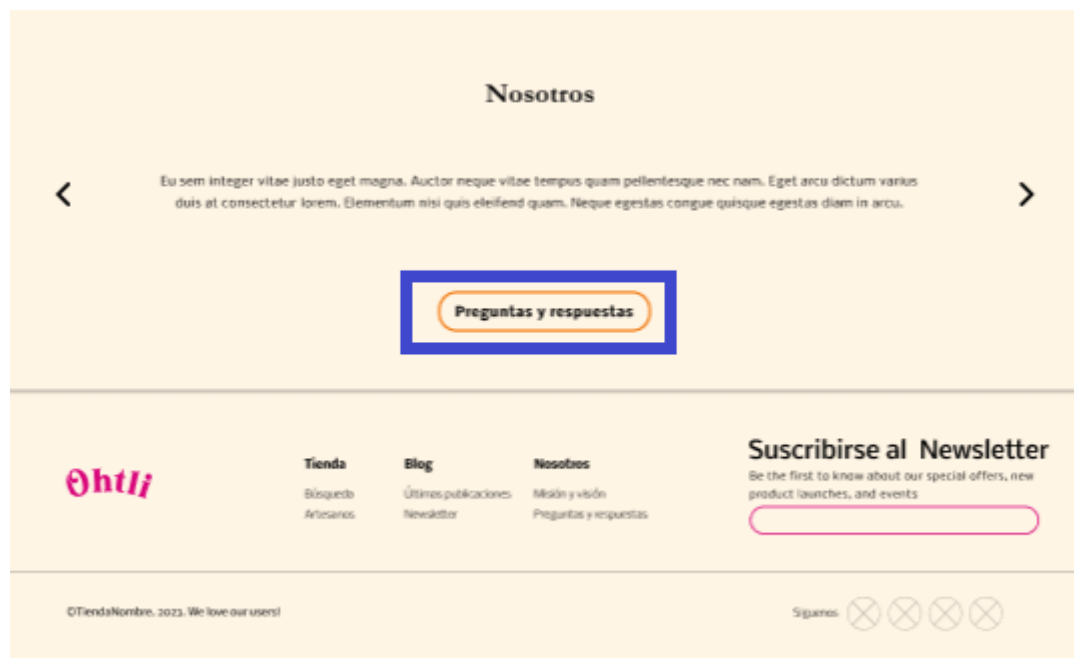 Nosotros
Eu sem integer vitae justo eget magna. Auctor neque vitae tempus quam pellentesque nec nam. Eget arcu dictum varius
duis at consectetur lorem. Elementum nisi quis eleifend quam. Neque egestas congue quisque egestas diam in arcu.
Preguntas y respuestas
Ohtli
Tienda
Búsqueda
Artesanos
Blog
Últimas publicaciones
Newsletter
Nosotros
Misión y visión
Preguntas y respuestas
Suscribirse al Newsletter
Be the first to know about our special offers, new
product launches, and events
©TiendaNombre, 2023. We love our users!
Síguenos